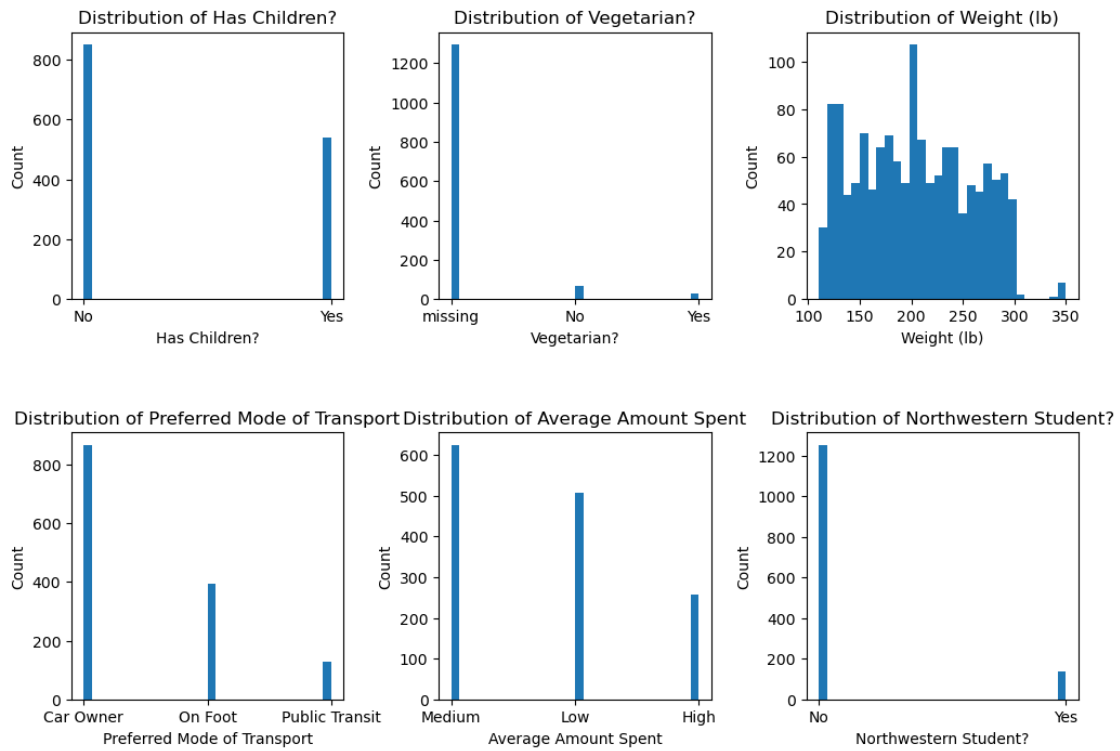 Distribution of Has Children?
800
600
400
200
0
Count
No
Yes
Has Children?
Distribution of Vegetarian?
1200
1000
800
600
400
200
0
Count
missing
No
Yes
Vegetarian?
Distribution of Weight (lb)
100
80
60
40
20
0
Count
100
150
200
250
300
350
Weight (lb)
Distribution of Preferred Mode of Transport
800
600
400
200
0
Count
Car Owner
On Foot
Public Transit
Preferred Mode of Transport
Distribution of Average Amount Spent
600
500
400
300
200
100
0
Count
Medium
Low
High
Average Amount Spent
Distribution of Northwestern Student?
1200
1000
800
600
400
200
0
Count
No
Yes
Northwestern Student?